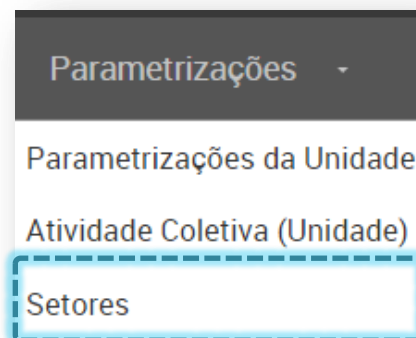 Parametrizações
Parametrizações da Unidade
Atividade Coletiva (Unidade)
Setores